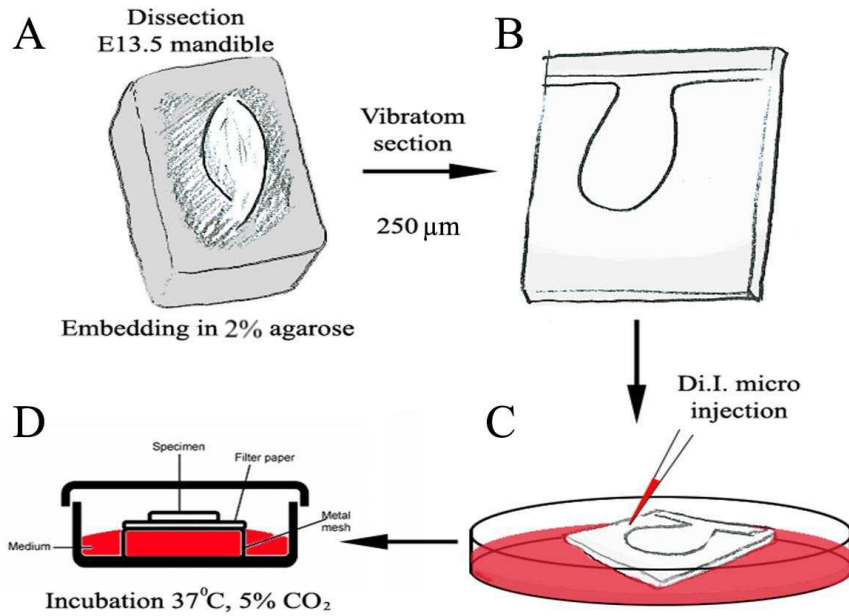 A
Dissection
E13.5 mandible
Embedding in 2% agarose
Vibratom
section
250 µm
B
Di.I. micro
injection
C
D
Specimen
Filter paper
Metal
mesh
Medium
Incubation 37⁰C, 5% CO₂